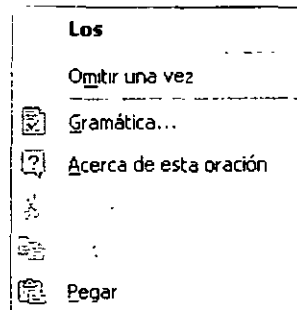 Los
Omitir una vez
Gramática...
Acerca de esta oración
Pegar